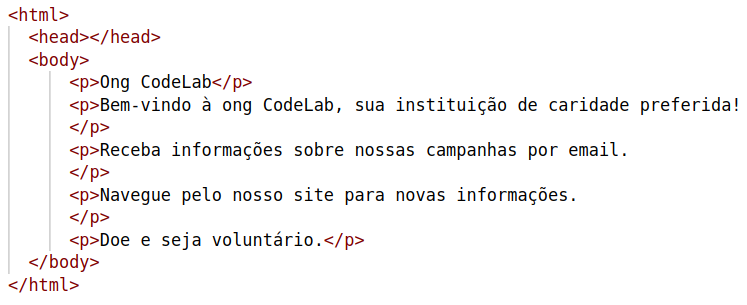 <html>
<head></head>
<body>
<p>Ong CodeLab</p>
<p>Bem-vindo à ong CodeLab, sua instituição de caridade preferida!
</p>
<p>Receba informações sobre nossas campanhas por email.
</p>
<p>Navegue pelo nosso site para novas informações.
</p>
<p>Doe e seja voluntário.</p>
</body>
</html>